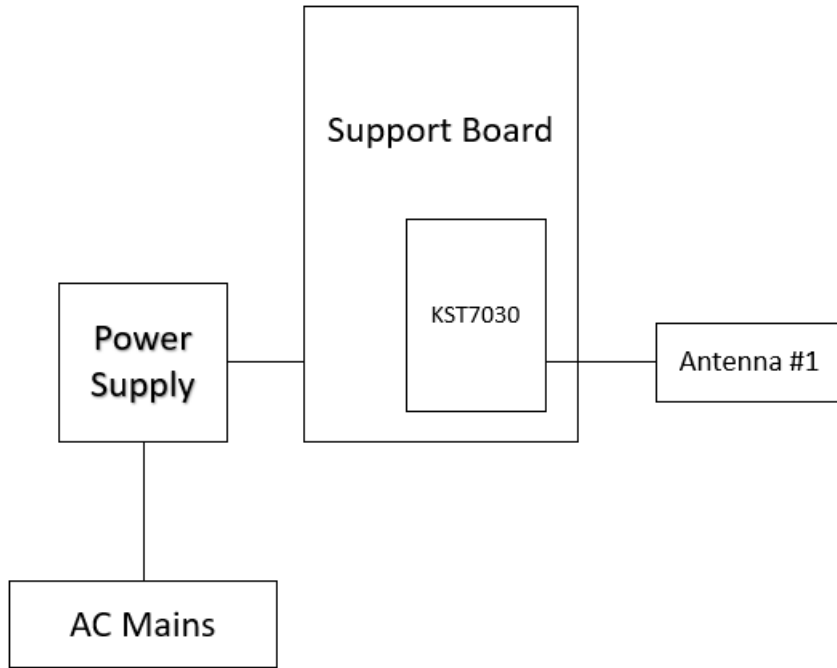 Support Board
KST7030
Power
Supply
Antenna #1
AC Mains